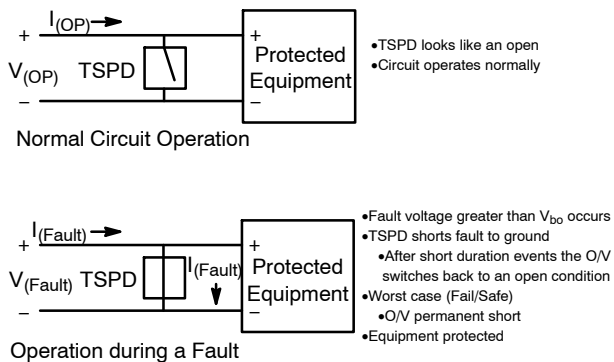 I(OP)
+ +
V(OP) TSPD
− −
Protected
Equipment
•TSPD looks like an open
•Circuit operates normally
Normal Circuit Operation
I(Fault)
+ +
V(Fault) TSPD I(Fault)
− −
Protected
Equipment
•Fault voltage greater than Vbo occurs
•TSPD shorts fault to ground
•After short duration events the O/V
switches back to an open condition
•Worst case (Fail/Safe)
•O/V permanent short
•Equipment protected
Operation during a Fault